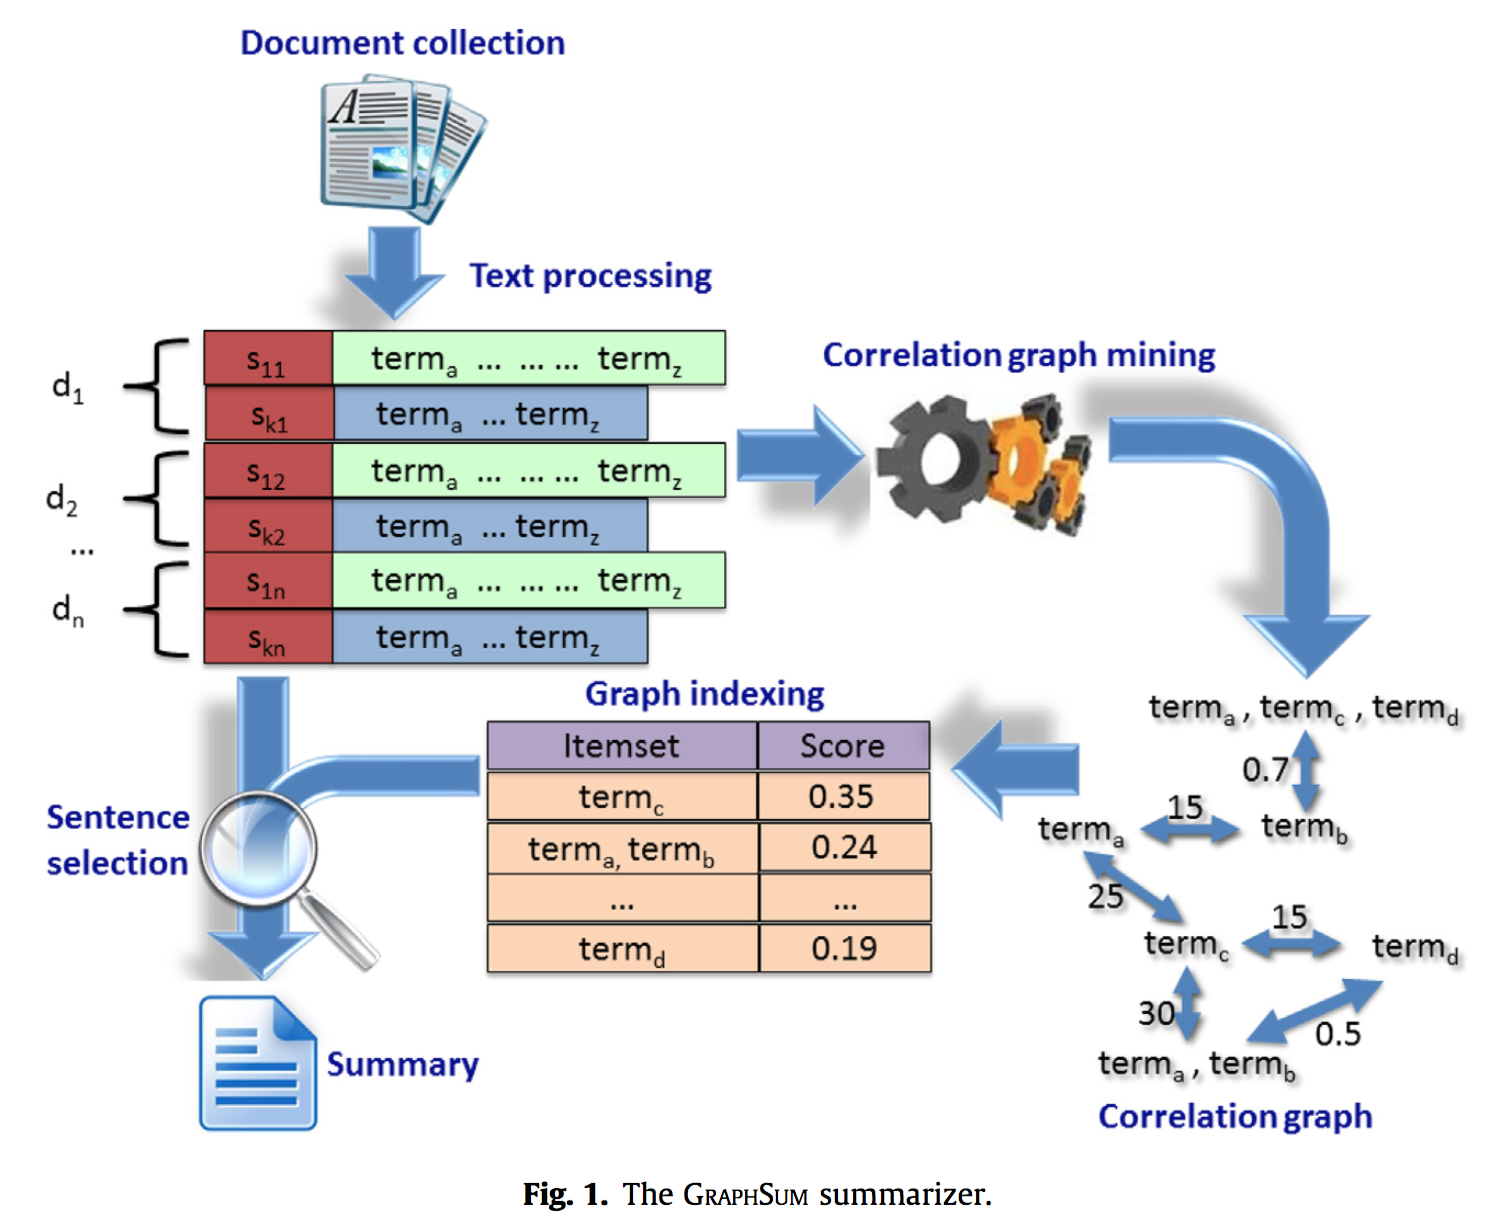 Document collection
A
Text processing
d1
s11 terma ... ... ... termz
sk1 terma ... termz
d2
s12 terma ... ... ... termz
sk2 terma ... termz
...
dn
s1n terma ... ... ... termz
skn terma ... termz
Correlation graph mining
terma , termc , termd
0.7
terma 15 termb
25
termc 15 termd
30
0.5
terma , termb
Correlation graph
Graph indexing
Itemset Score
termc 0.35
terma, termb 0.24
... ...
termd 0.19
Sentence
selection
Summary
Fig. 1. The GRAPHSUM summarizer.